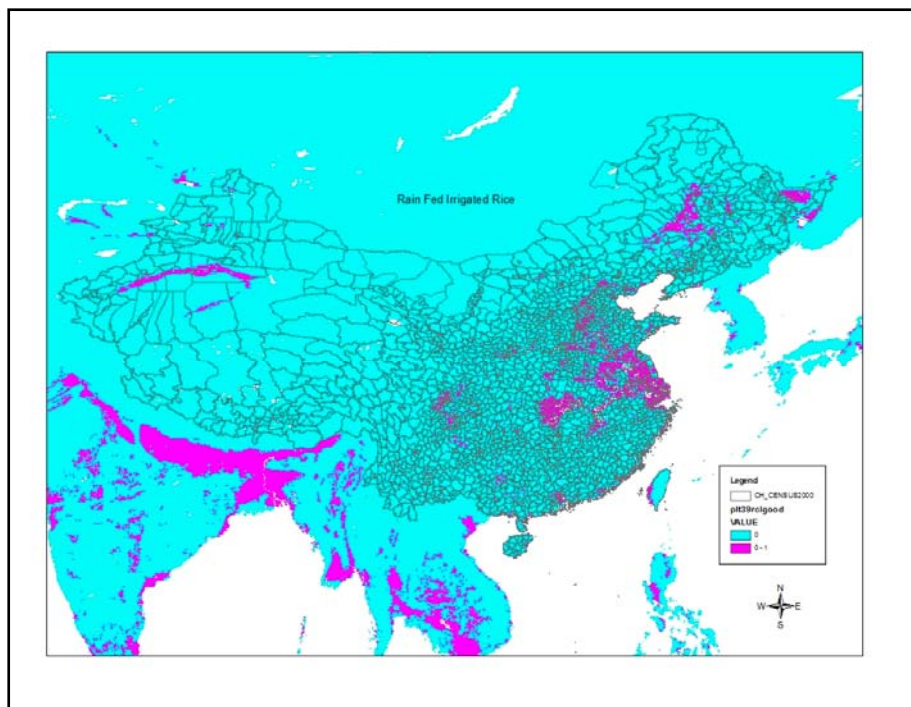 Rain Fed Irrigated Rice
Legend
CH_CENSUS2000
plt39rclgood
VALUE
0
0 - 1
N
W E
S